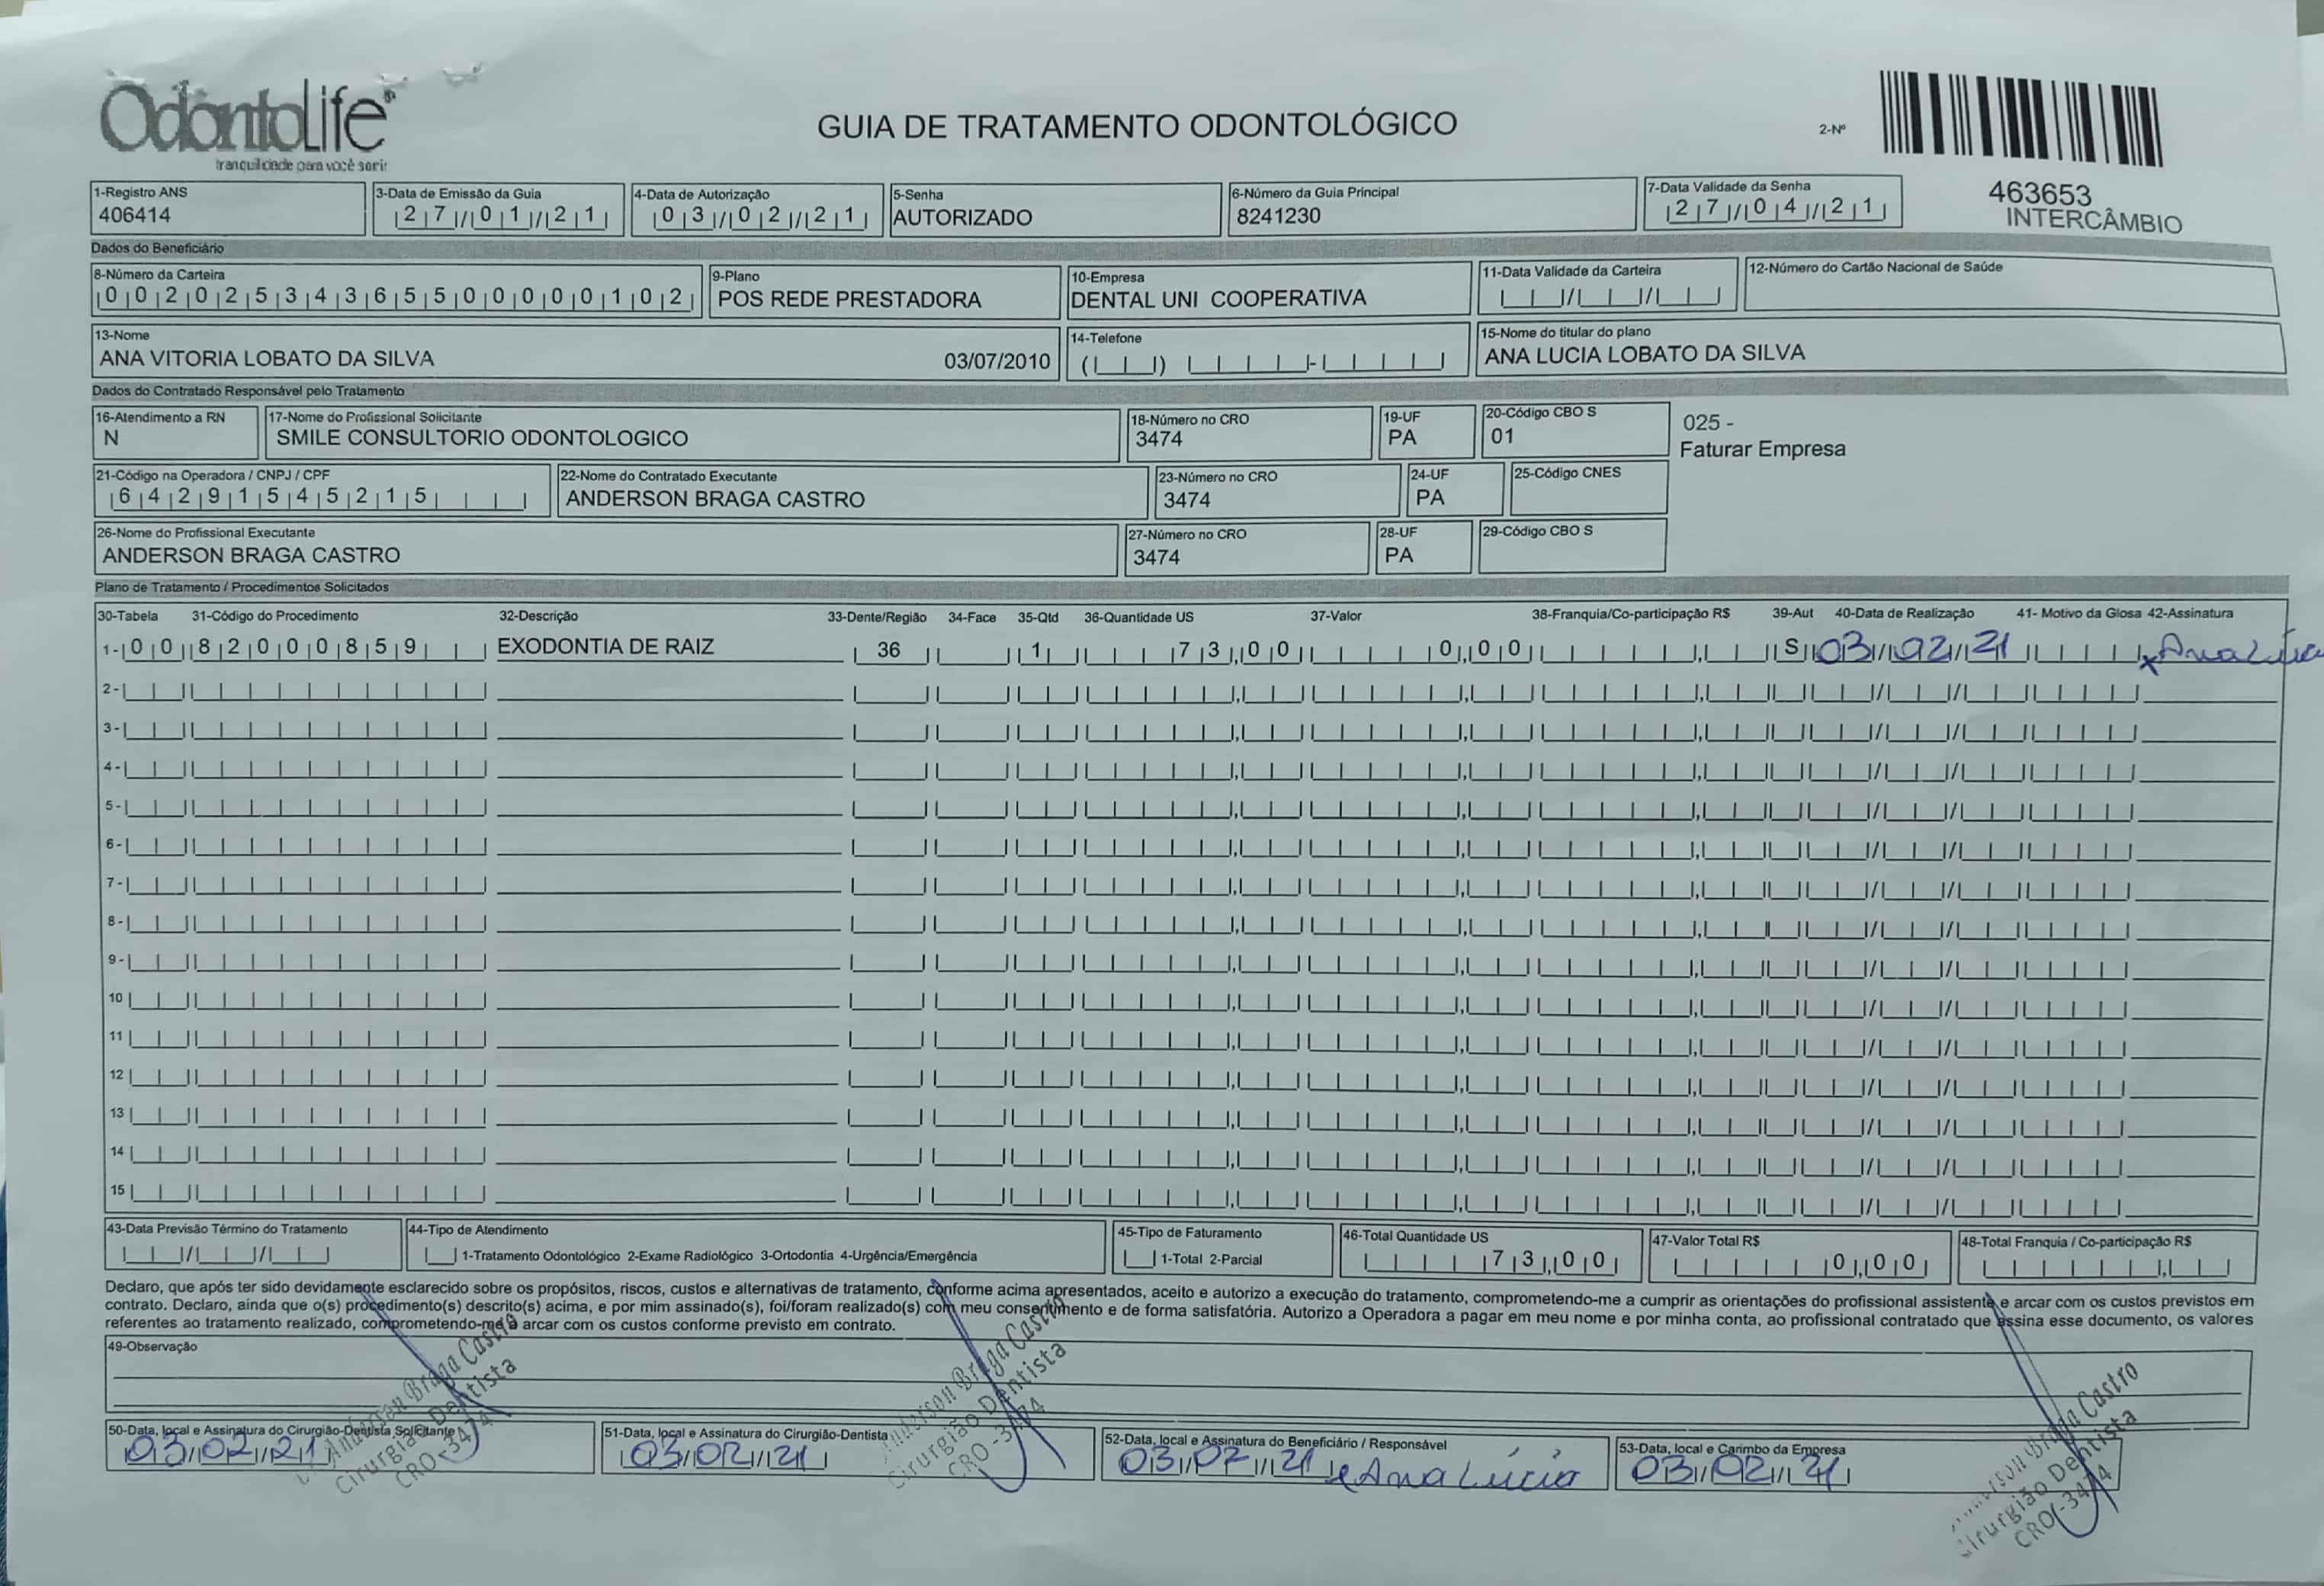 OdontoLife®
tranquilidade para você sorrir
GUIA DE TRATAMENTO ODONTOLÓGICO
2-Nº
463653
INTERCÂMBIO
1-Registro ANS
406414
3-Data de Emissão da Guia
27/01/21
4-Data de Autorização
03/02/21
5-Senha
AUTORIZADO
6-Número da Guia Principal
8241230
7-Data Validade da Senha
27/04/21
Dados do Beneficiário
8-Número da Carteira
00202534365500000102
9-Plano
POS REDE PRESTADORA
10-Empresa
DENTAL UNI COOPERATIVA
11-Data Validade da Carteira
12-Número do Cartão Nacional de Saúde
13-Nome
ANA VITORIA LOBATO DA SILVA 03/07/2010
14-Telefone
15-Nome do titular do plano
ANA LUCIA LOBATO DA SILVA
Dados do Contratado Responsável pelo Tratamento
16-Atendimento a RN
N
17-Nome do Profissional Solicitante
SMILE CONSULTORIO ODONTOLOGICO
18-Número no CRO
3474
19-UF
PA
20-Código CBO S
01
025 -
Faturar Empresa
21-Código na Operadora / CNPJ / CPF
64291545215
22-Nome do Contratado Executante
ANDERSON BRAGA CASTRO
23-Número no CRO
3474
24-UF
PA
25-Código CNES
26-Nome do Profissional Executante
ANDERSON BRAGA CASTRO
27-Número no CRO
3474
28-UF
PA
29-Código CBO S
Plano de Tratamento / Procedimentos Solicitados
30-Tabela 31-Código do Procedimento 32-Descrição 33-Dente/Região 34-Face 35-Qtd 36-Quantidade US 37-Valor 38-Franquia/Co-participação R$ 39-Aut 40-Data de Realização 41- Motivo da Glosa 42-Assinatura
1- 00 82000859 EXODONTIA DE RAIZ 36 1 73,00 0,00 S 03/02/21 x Ana Lúcia
2-
3-
4-
5-
6-
7-
8-
9-
10
11
12
13
14
15
43-Data Previsão Término do Tratamento
44-Tipo de Atendimento
1-Tratamento Odontológico 2-Exame Radiológico 3-Ortodontia 4-Urgência/Emergência
45-Tipo de Faturamento
1-Total 2-Parcial
46-Total Quantidade US
73,00
47-Valor Total R$
0,00
48-Total Franquia / Co-participação R$
Declaro, que após ter sido devidamente esclarecido sobre os propósitos, riscos, custos e alternativas de tratamento, conforme acima apresentados, aceito e autorizo a execução do tratamento, comprometendo-me a cumprir as orientações do profissional assistente e arcar com os custos previstos em
contrato. Declaro, ainda que o(s) procedimento(s) descrito(s) acima, e por mim assinado(s), foi/foram realizado(s) com meu consentimento e de forma satisfatória. Autorizo a Operadora a pagar em meu nome e por minha conta, ao profissional contratado que assina esse documento, os valores
referentes ao tratamento realizado, comprometendo-me a arcar com os custos conforme previsto em contrato.
49-Observação
50-Data, local e Assinatura do Cirurgião-Dentista Solicitante
03/02/21
Anderson Braga Castro
Cirurgião Dentista
CRO-3474
51-Data, local e Assinatura do Cirurgião-Dentista
03/02/21
Anderson Braga Castro
Cirurgião Dentista
CRO-3474
52-Data, local e Assinatura do Beneficiário / Responsável
03/02/21 x Ana Lúcia
53-Data, local e Carimbo da Empresa
03/02/21
Anderson Braga Castro
Cirurgião Dentista
CRO-3474